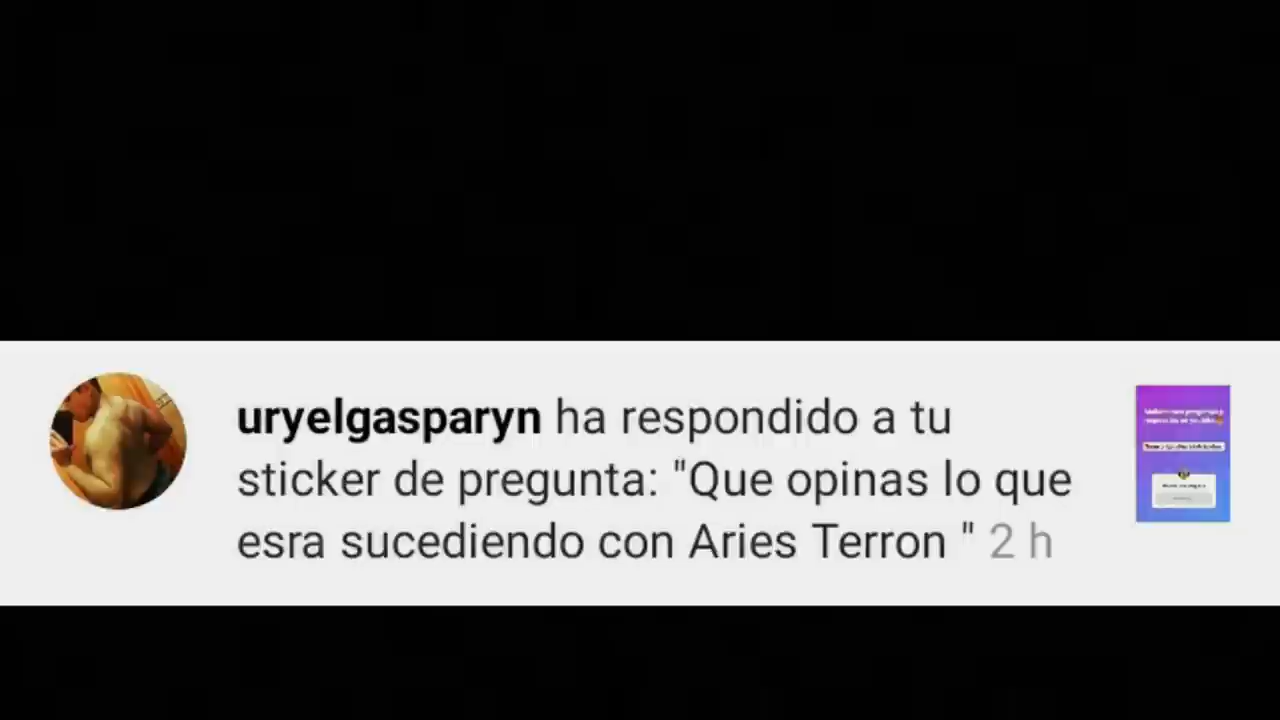 uryelgasparyn ha respondido a tu
sticker de pregunta: "Que opinas lo que
esra sucediendo con Aries Terron " 2 h